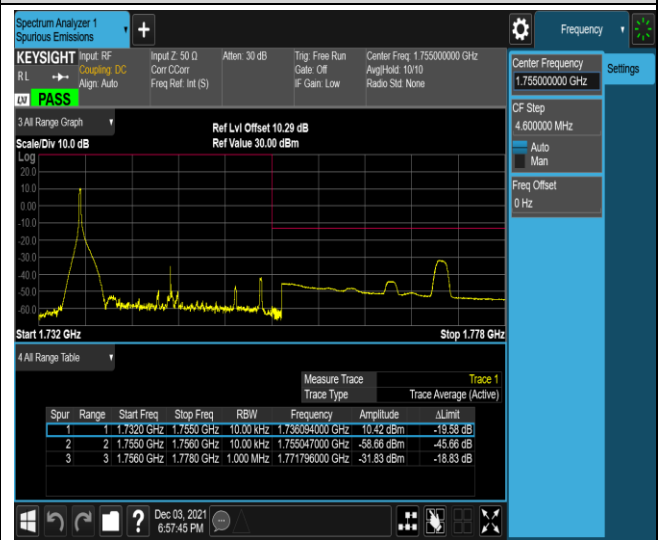 Spectrum Analyzer 1
Spurious Emissions
Frequency
KEYSIGHT
Input: RF
Coupling: DC
Align: Auto
Input Z: 50 Ω
Corr CCorr
Freq Ref: Int (S)
Atten: 30 dB
Trig: Free Run
Gate: Off
IF Gain: Low
Center Freq: 1.755000000 GHz
Avg|Hold: 10/10
Radio Std: None
R L
LXI
PASS
Center Frequency
1.755000000 GHz
Settings
CF Step
4.600000 MHz
Auto
Man
Freq Offset
0 Hz
3 All Range Graph
Scale/Div 10.0 dB
Ref Lvl Offset 10.29 dB
Ref Value 30.00 dBm
Log
20.0
10.0
0.00
-10.0
-20.0
-30.0
-40.0
-50.0
-60.0
Start 1.732 GHz Stop 1.778 GHz
4 All Range Table
Measure Trace Trace 1
Trace Type Trace Average (Active)
Spur Range Start Freq Stop Freq RBW Frequency Amplitude ΔLimit
1 1 1.7320 GHz 1.7550 GHz 10.00 kHz 1.736094000 GHz 10.42 dBm -19.58 dB
2 2 1.7550 GHz 1.7560 GHz 10.00 kHz 1.755047000 GHz -58.66 dBm -45.66 dB
3 3 1.7560 GHz 1.7780 GHz 1.000 MHz 1.771796000 GHz -31.83 dBm -18.83 dB
Dec 03, 2021
6:57:45 PM